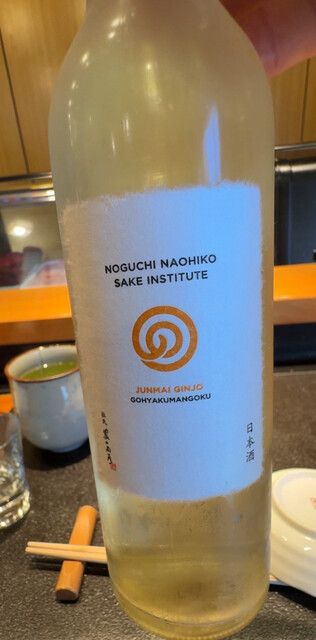 NOGUCHI NAOHIKO
SAKE INSTITUTE
JUNMAI GINJO
GOHYAKUMANGOKU
日本酒